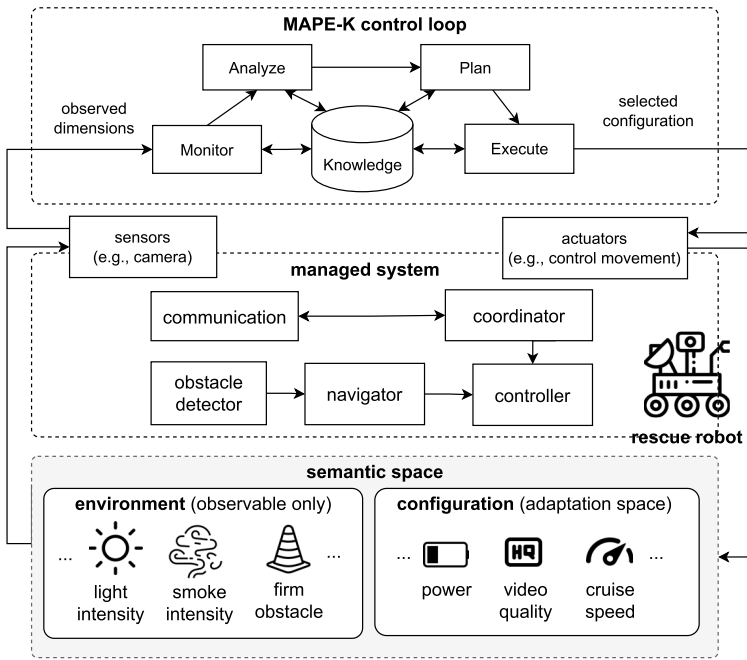 MAPE-K control loop
Analyze
Plan
observed
dimensions
selected
configuration
Monitor
Knowledge
Execute
sensors
(e.g., camera)
actuators
(e.g., control movement)
managed system
communication
coordinator
obstacle
detector
navigator
controller
rescue robot
semantic space
environment (observable only)
configuration (adaptation space)
...
...
...
...
HQ
light
intensity
smoke
intensity
firm
obstacle
power
video
quality
cruise
speed